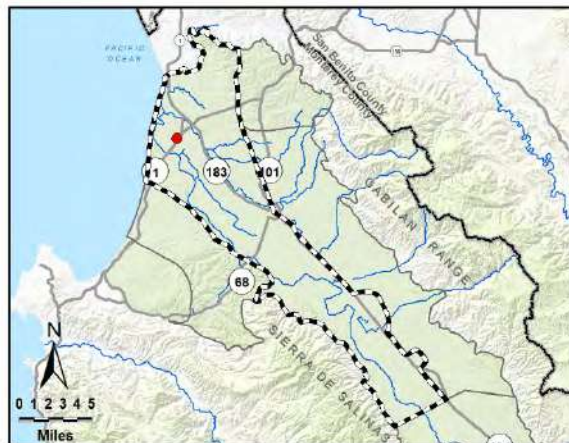 PACIFIC
OCEAN
1
San Benito County
Monterey County
1
183
101
GABILAN RANGE
68
SIERRA DE SALINAS
N
0 1 2 3 4 5
Miles